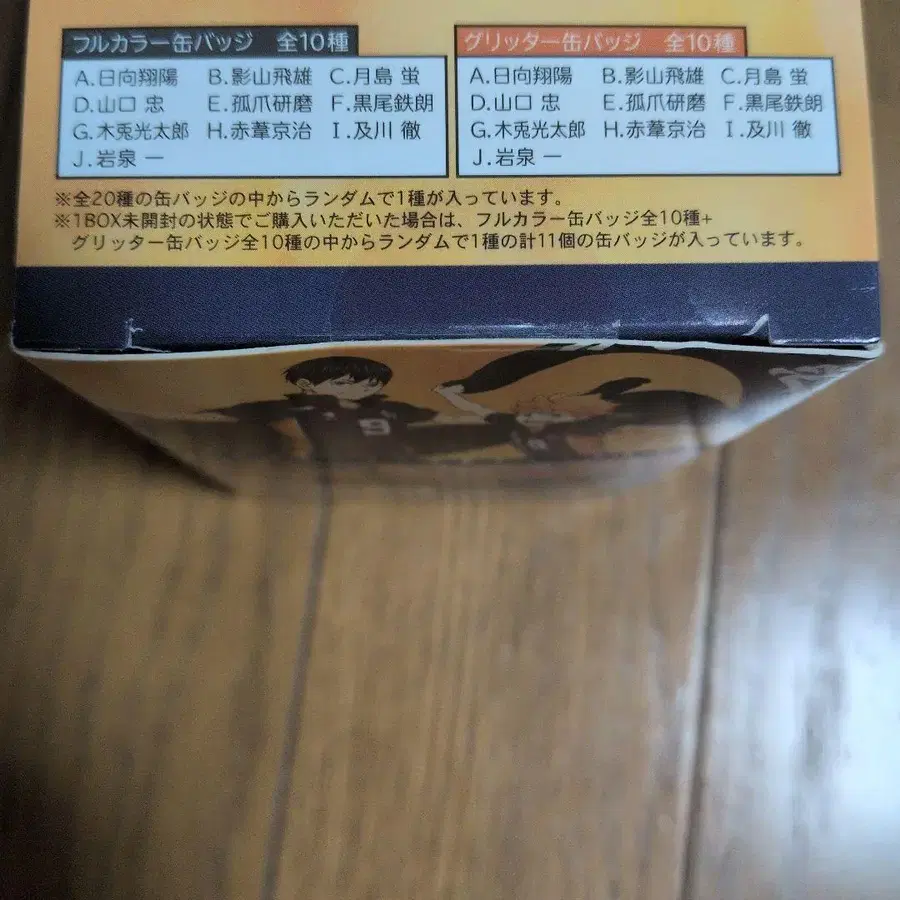 フルカラー缶バッジ 全10種
A.日向翔陽 B.影山飛雄 C.月島 蛍
D.山口 忠 E.孤爪研磨 F.黒尾鉄朗
G.木兎光太郎 H.赤葦京治 I.及川 徹
J.岩泉 一
グリッター缶バッジ 全10種
A.日向翔陽 B.影山飛雄 C.月島 蛍
D.山口 忠 E.孤爪研磨 F.黒尾鉄朗
G.木兎光太郎 H.赤葦京治 I.及川 徹
J.岩泉 一
※全20種の缶バッジの中からランダムで1種が入っています。
※1BOX未開封の状態でご購入いただいた場合は、フルカラー缶バッジ全10種+
グリッター缶バッジ全10種の中からランダムで1種の計11個の缶バッジが入っています。